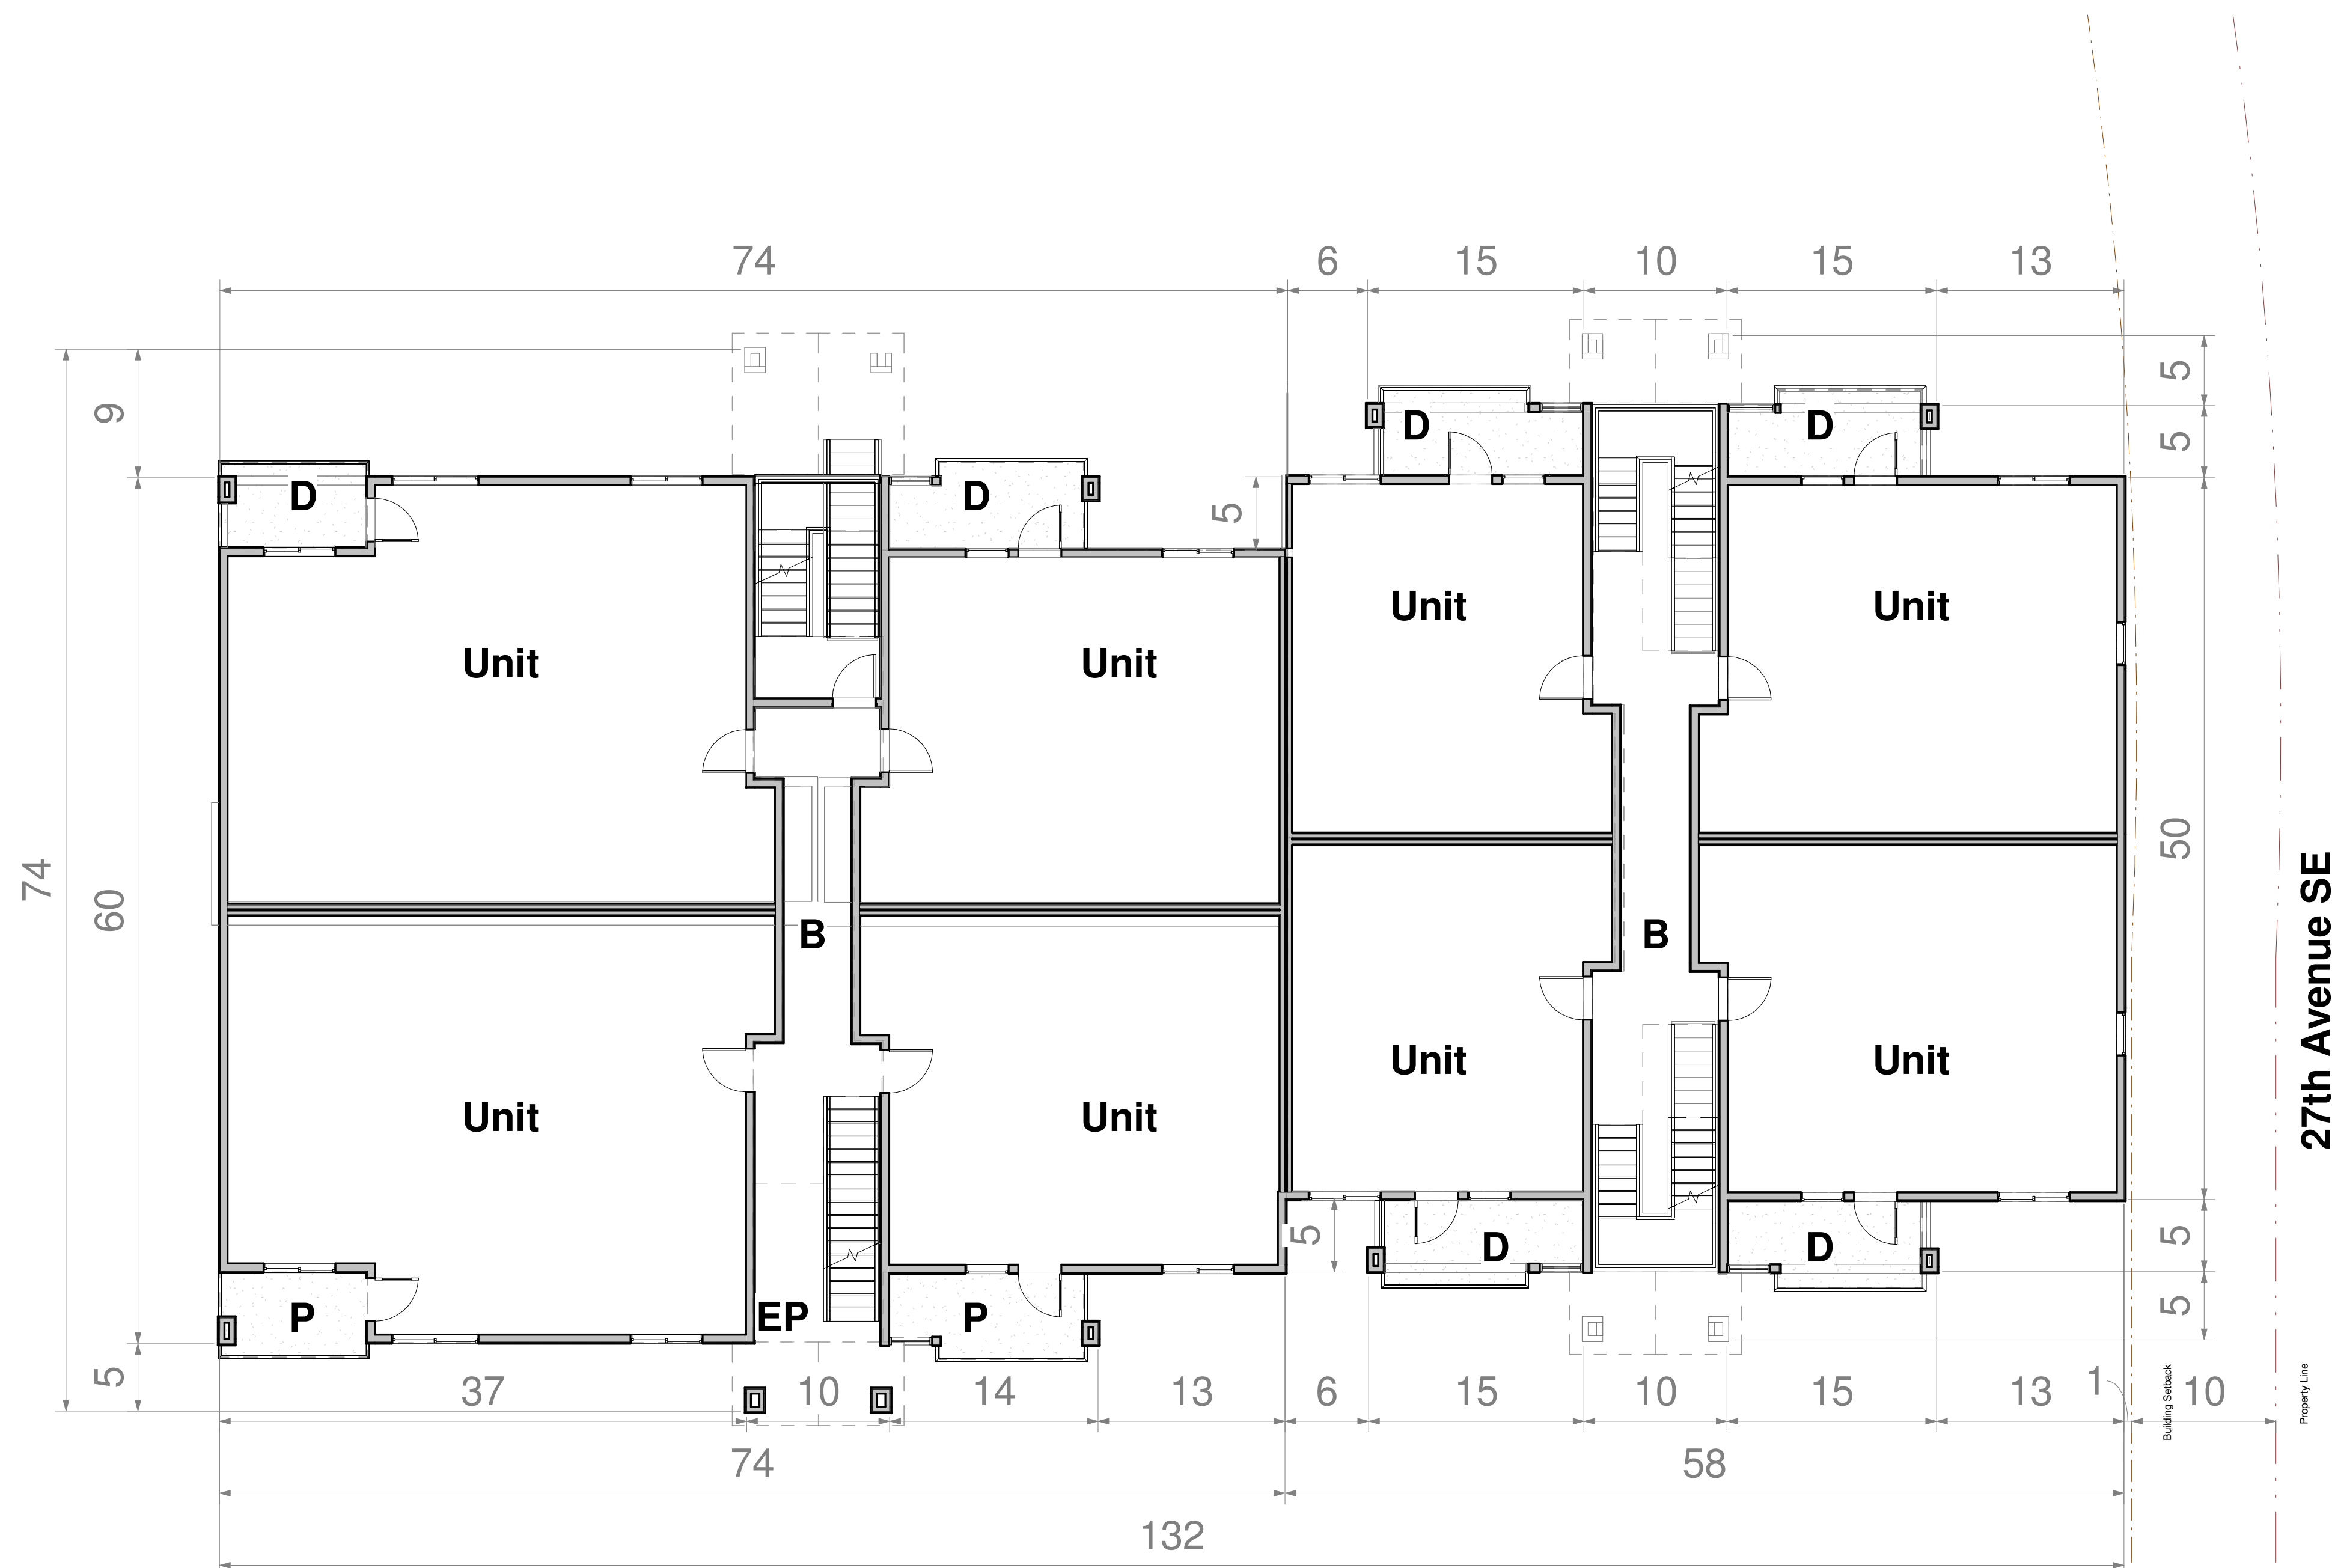 74 6 15 10 15 13
9 5
D D
5
D D 5
Unit Unit
Unit Unit
74 60 50
27th Avenue SE
B B
Unit Unit
Unit Unit
5 D D 5
P EP P
5 5
37 10 14 13 6 15 10 15 13 1 Building Setback 10 Property Line
74 58
132